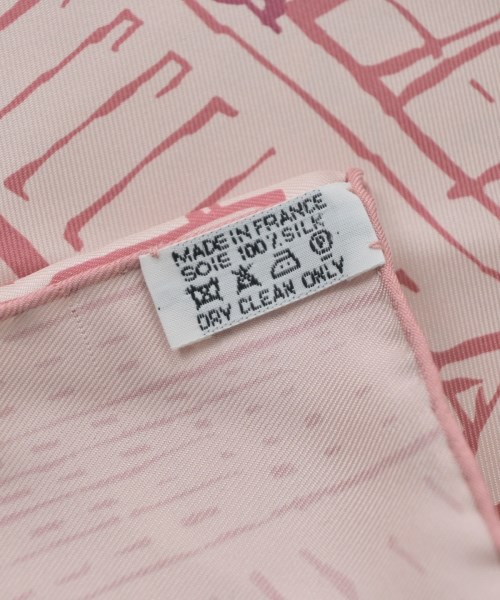 MADE IN FRANCE
SOIE 100% SILK
P
DRY CLEAN ONLY